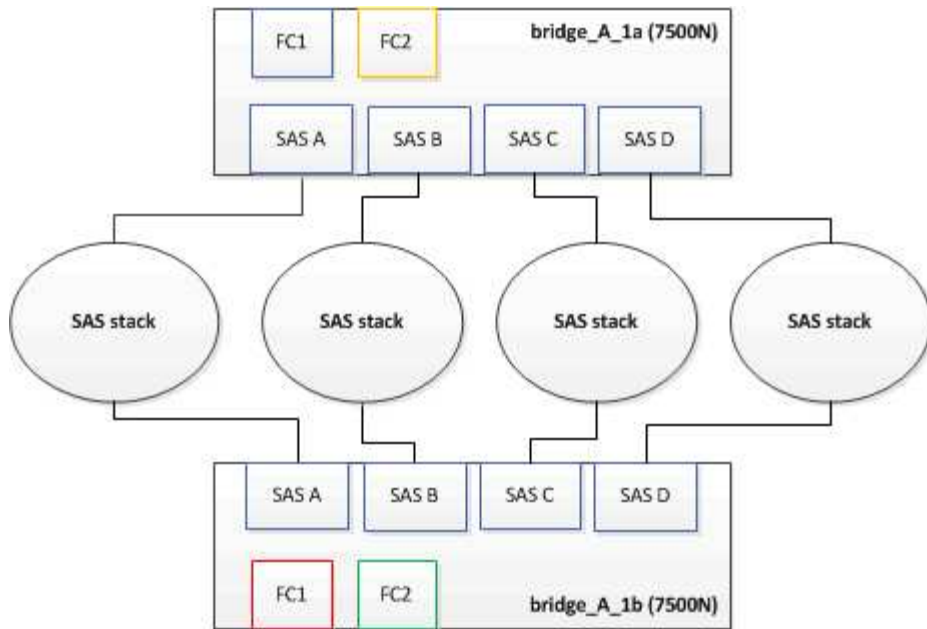 FC1
FC2
bridge_A_1a (7500N)
SAS A
SAS B
SAS C
SAS D
SAS stack
SAS stack
SAS stack
SAS stack
SAS A
SAS B
SAS C
SAS D
FC1
FC2
bridge_A_1b (7500N)